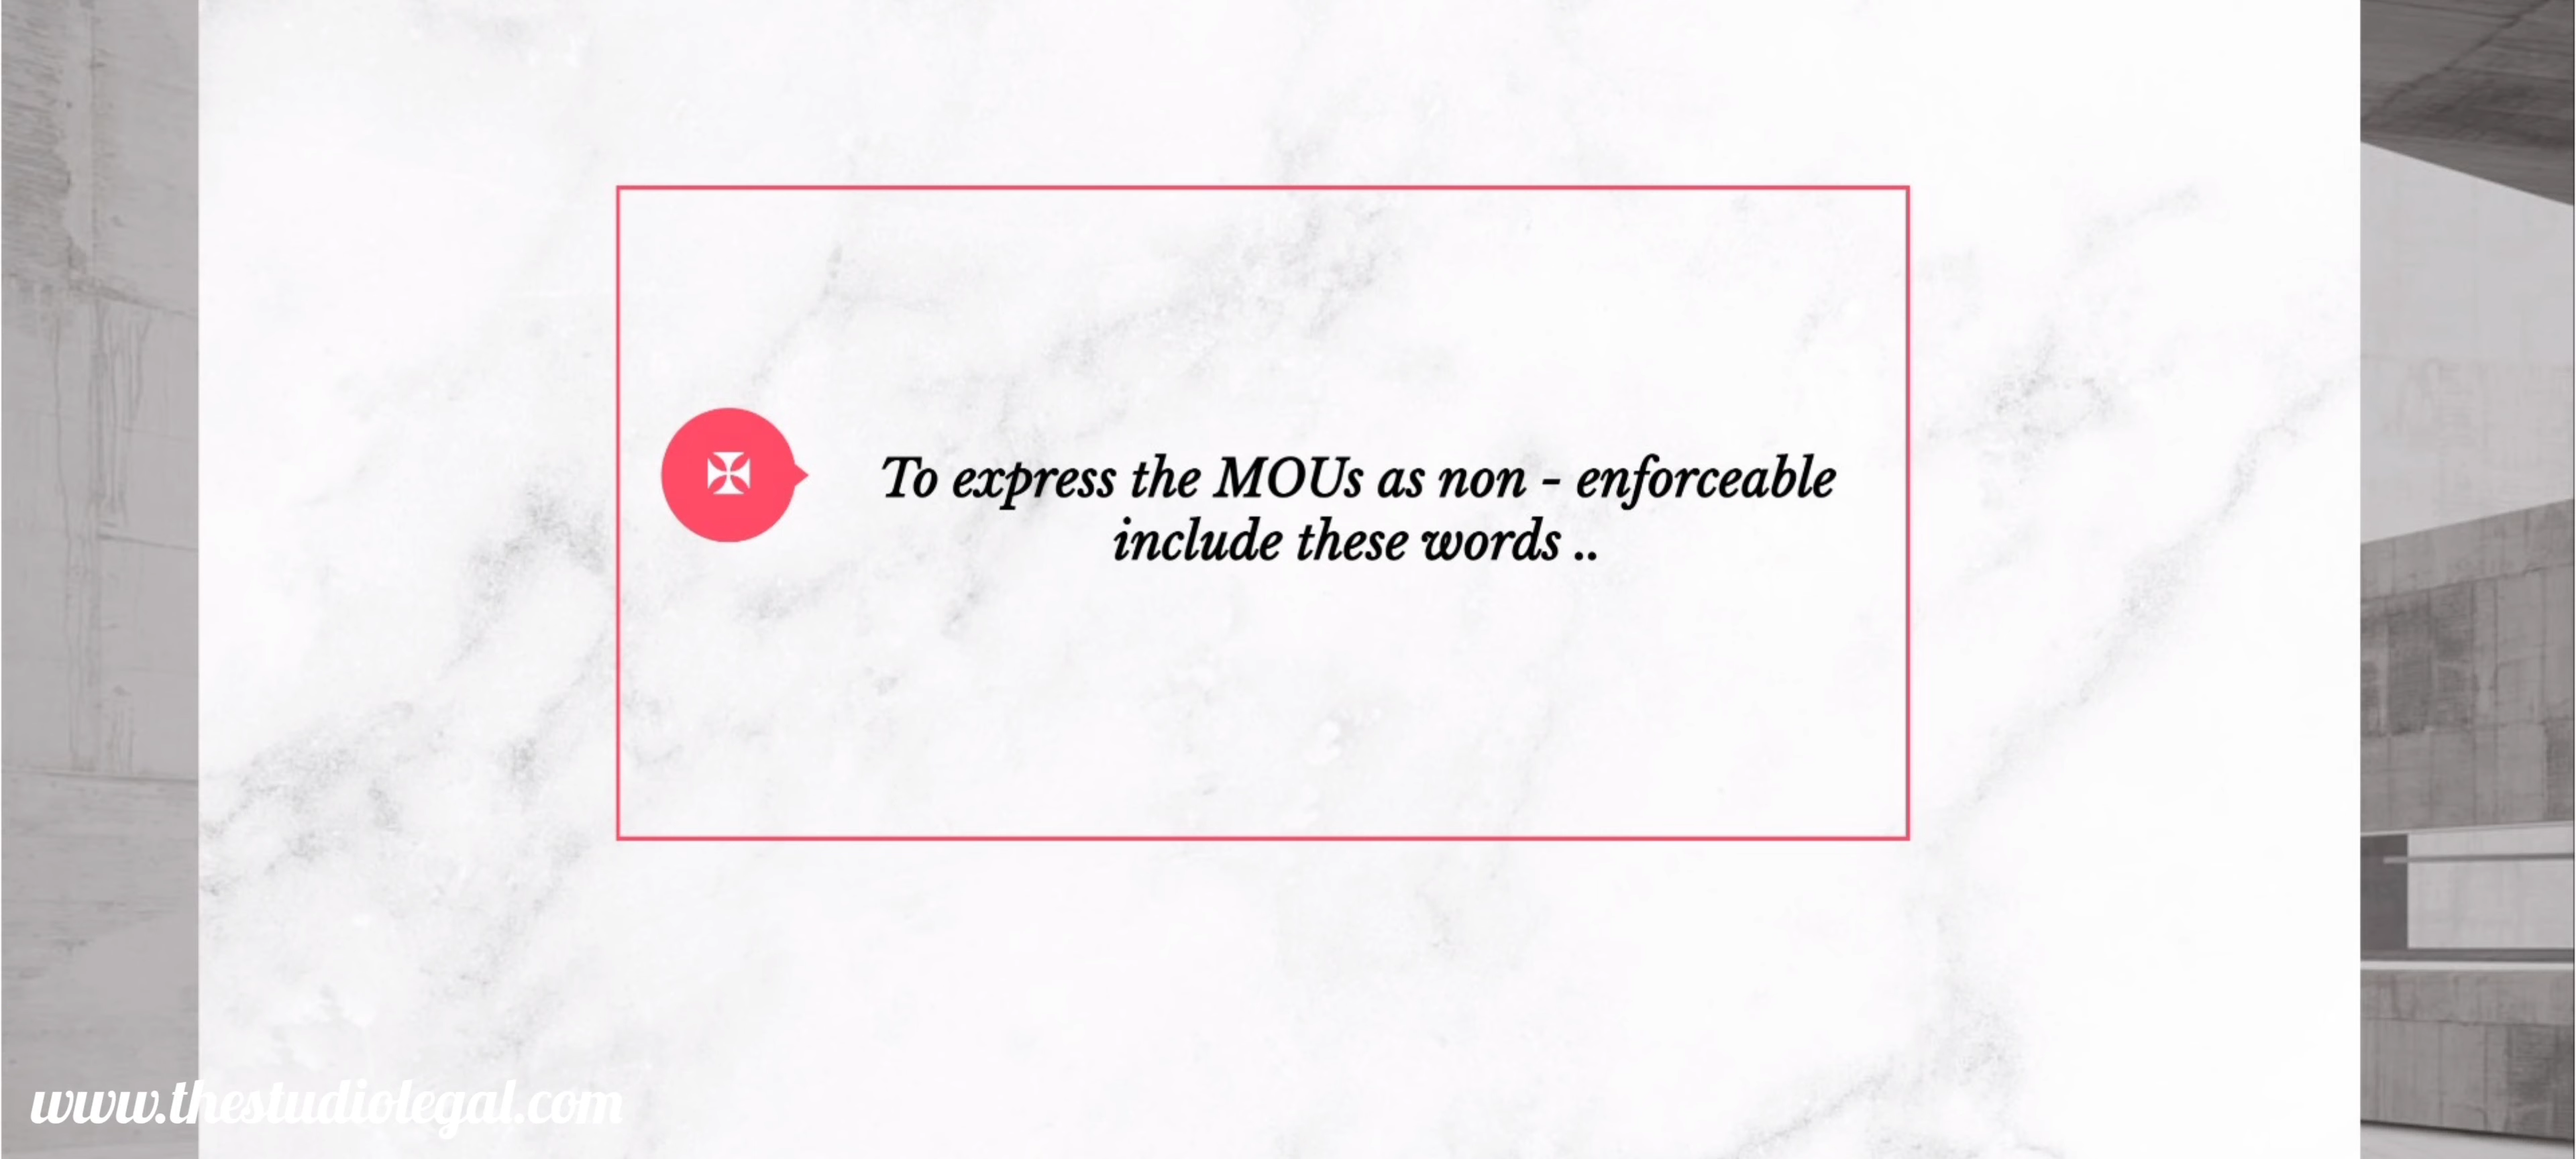 To express the MOUs as non - enforceable
include these words ..
www.thestudiolegal.com